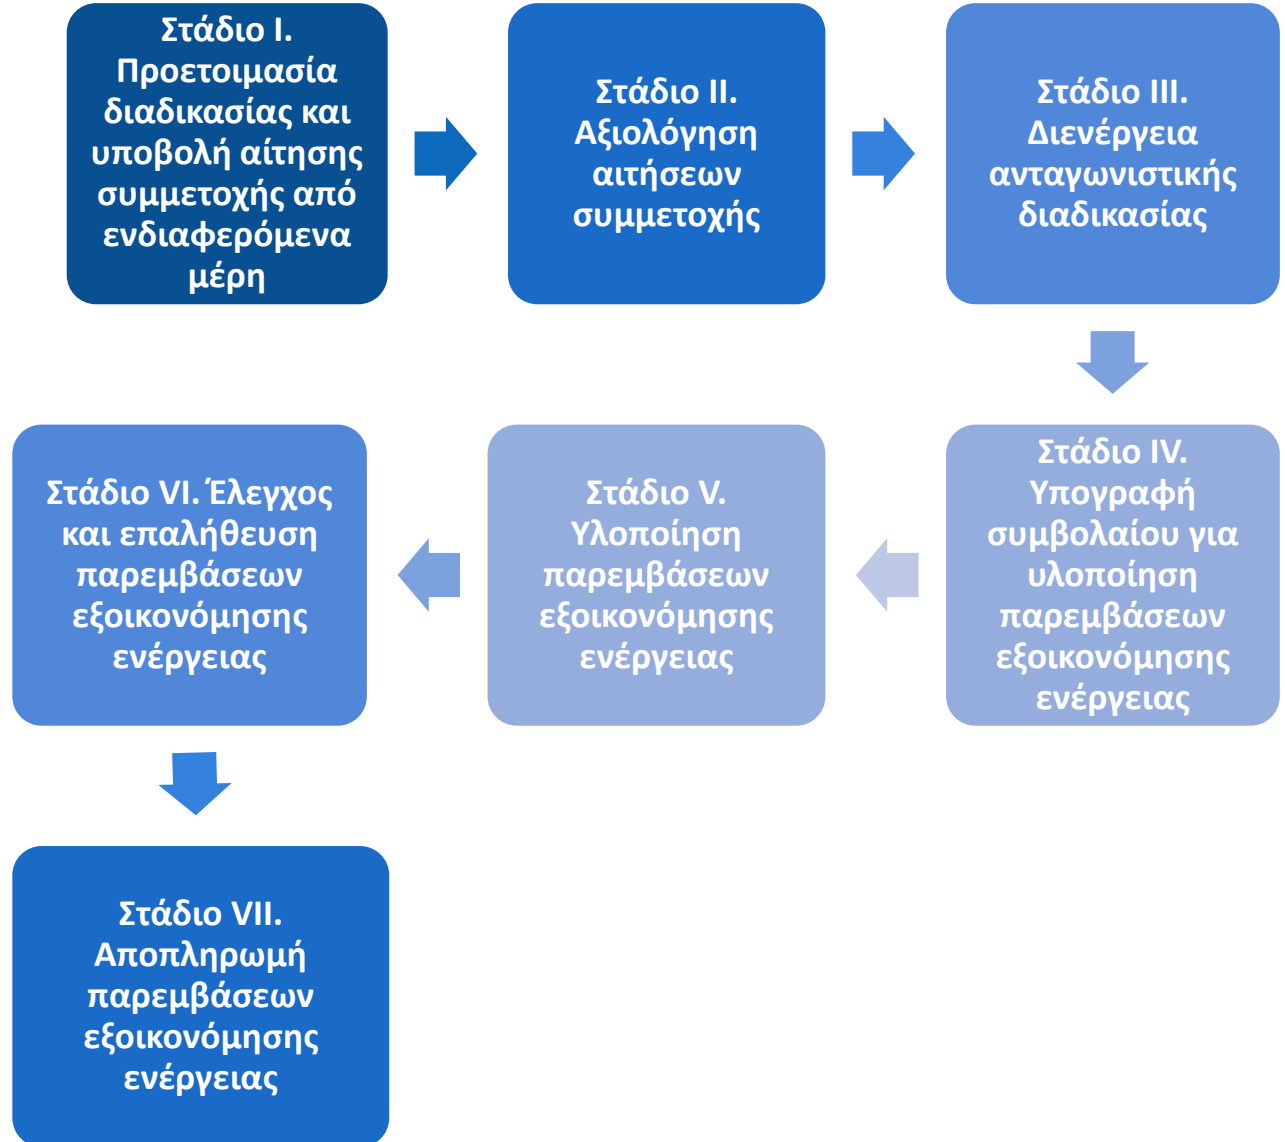 Στάδιο I.
Προετοιμασία
διαδικασίας και
υποβολή αίτησης
συμμετοχής από
ενδιαφερόμενα
μέρη
Στάδιο II.
Αξιολόγηση
αιτήσεων
συμμετοχής
Στάδιο III.
Διενέργεια
ανταγωνιστικής
διαδικασίας
Στάδιο IV.
Υπογραφή
συμβολαίου για
υλοποίηση
παρεμβάσεων
εξοικονόμησης
ενέργειας
Στάδιο V.
Υλοποίηση
παρεμβάσεων
εξοικονόμησης
ενέργειας
Στάδιο VI. Έλεγχος
και επαλήθευση
παρεμβάσεων
εξοικονόμησης
ενέργειας
Στάδιο VII.
Αποπληρωμή
παρεμβάσεων
εξοικονόμησης
ενέργειας